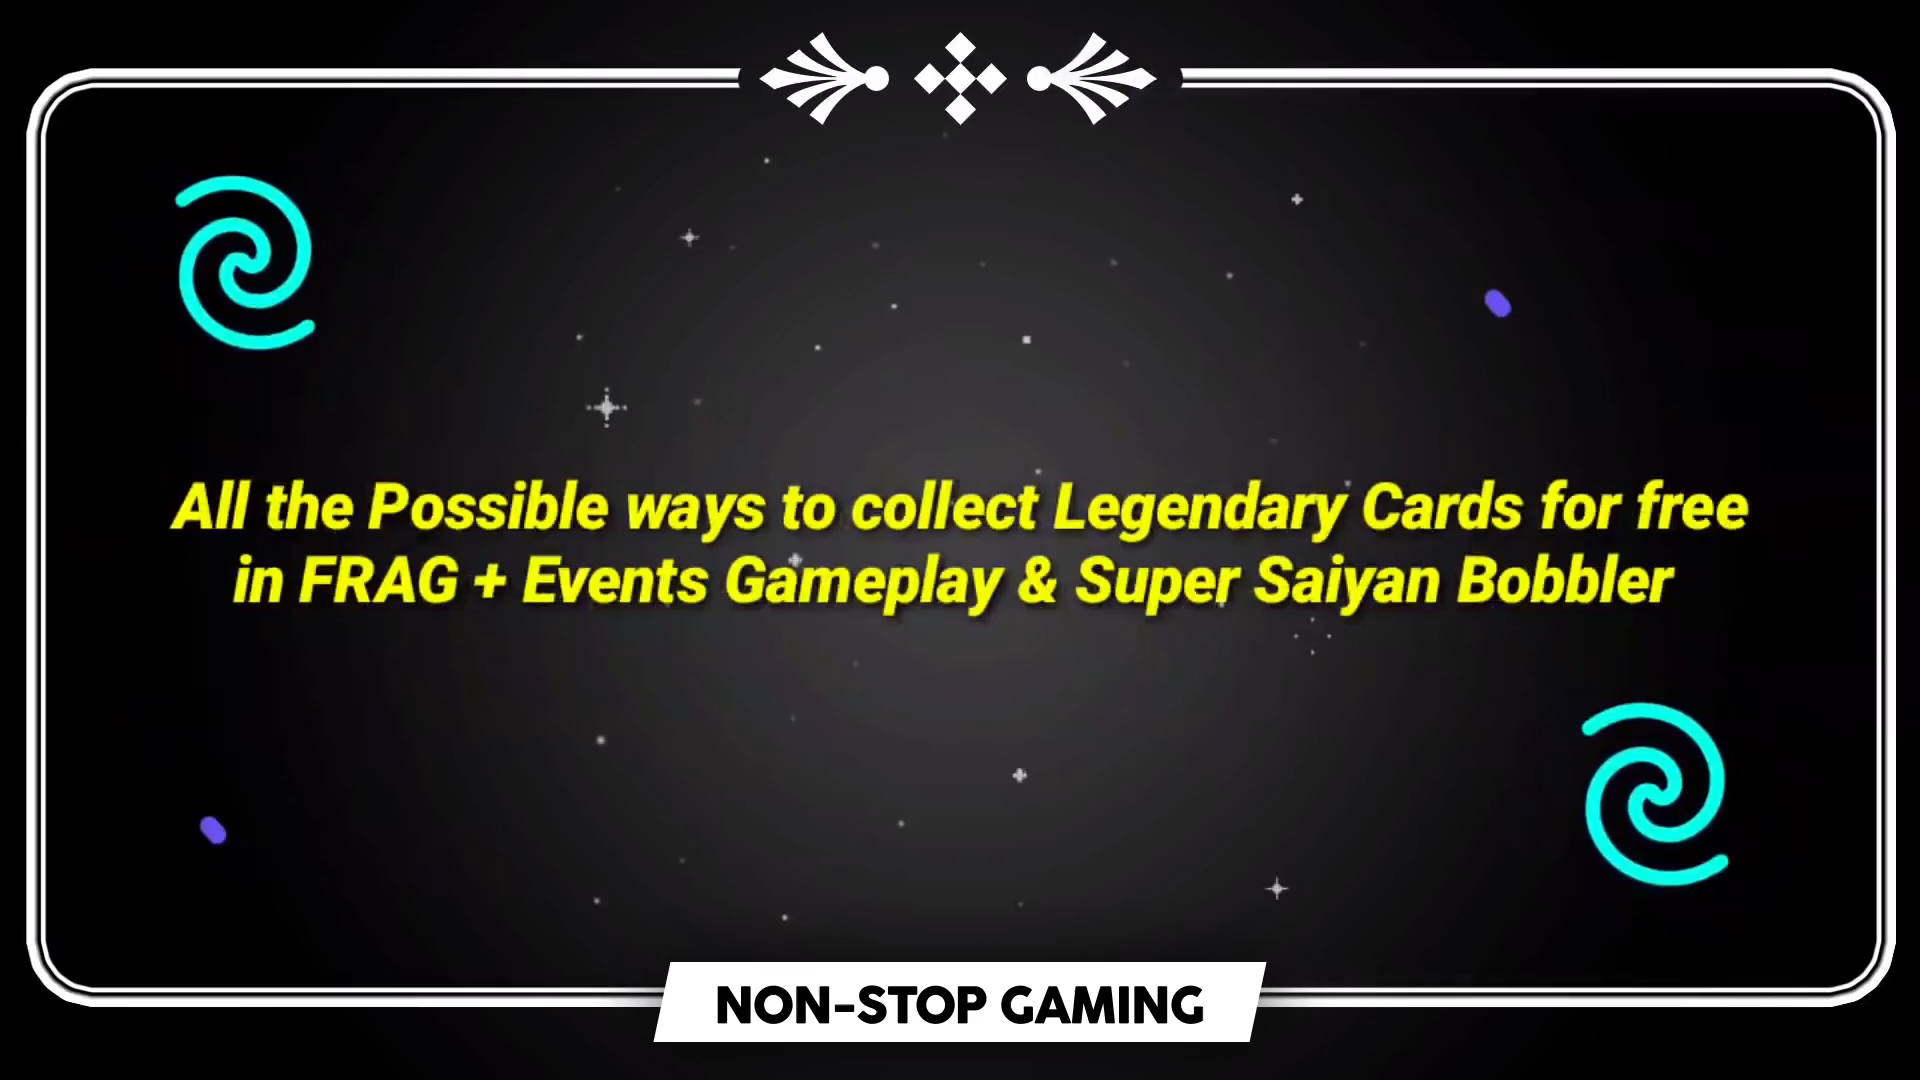 All the Possible ways to collect Legendary Cards for free
in FRAG + Events Gameplay & Super Saiyan Bobbler
NON-STOP GAMING